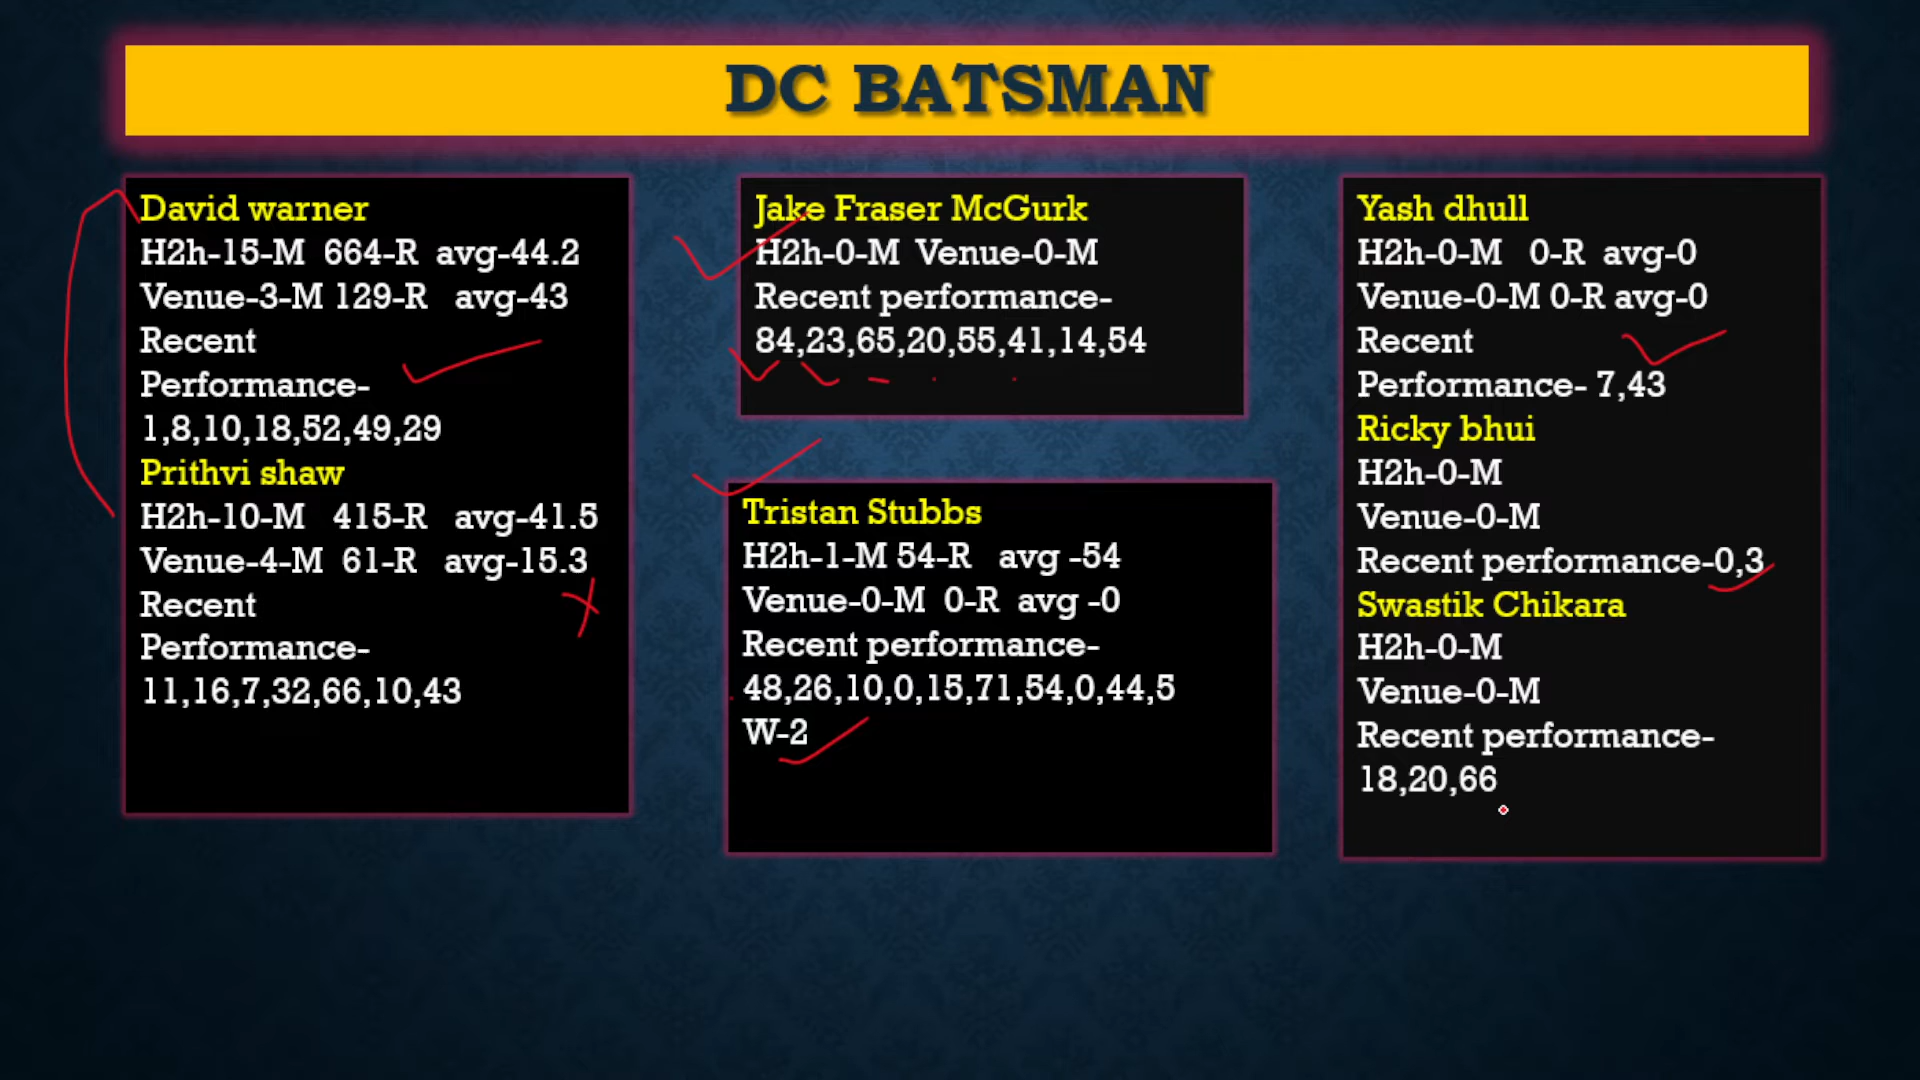 DC BATSMAN
David warner
H2h-15-M 664-R avg-44.2
Venue-3-M 129-R avg-43
Recent
Performance-
1,8,10,18,52,49,29
Prithvi shaw
H2h-10-M 415-R avg-41.5
Venue-4-M 61-R avg-15.3
Recent
Performance-
11,16,7,32,66,10,43
Jake Fraser McGurk
H2h-0-M Venue-0-M
Recent performance-
84,23,65,20,55,41,14,54
Tristan Stubbs
H2h-1-M 54-R avg -54
Venue-0-M 0-R avg -0
Recent performance-
48,26,10,0,15,71,54,0,44,5
W-2
Yash dhull
H2h-0-M 0-R avg-0
Venue-0-M 0-R avg-0
Recent
Performance- 7,43
Ricky bhui
H2h-0-M
Venue-0-M
Recent performance-0,3
Swastik Chikara
H2h-0-M
Venue-0-M
Recent performance-
18,20,66